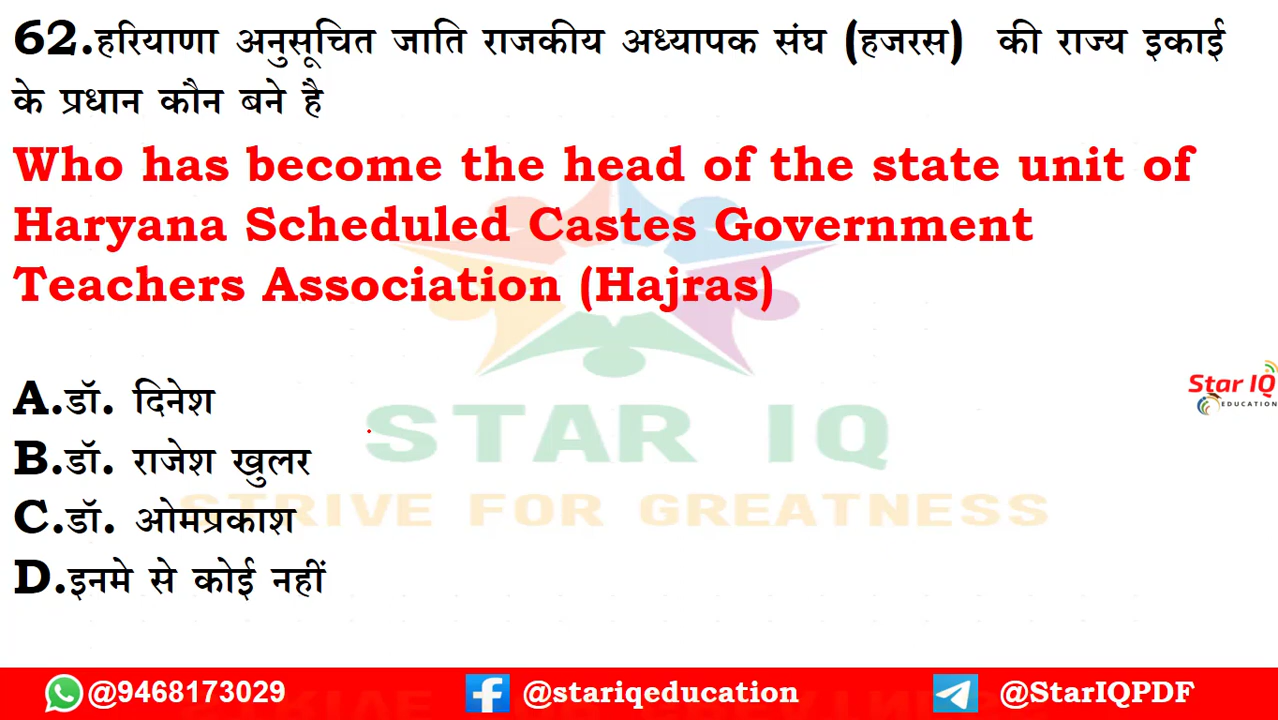 62.हरियाणा अनुसूचित जाति राजकीय अध्यापक संघ (हजरस) की राज्य इकाई
के प्रधान कौन बने है
Who has become the head of the state unit of
Haryana Scheduled Castes Government
Teachers Association (Hajras)
A.डॉ. दिनेश
Star IQ
EDUCATION
STAR IQ
B.डॉ. राजेश खुलर
C.डॉ. ओमप्रकाश
STRIVE FOR GREATNESS
D.इनमे से कोई नहीं
@9468173029 @stariqeducation @StarIQPDF